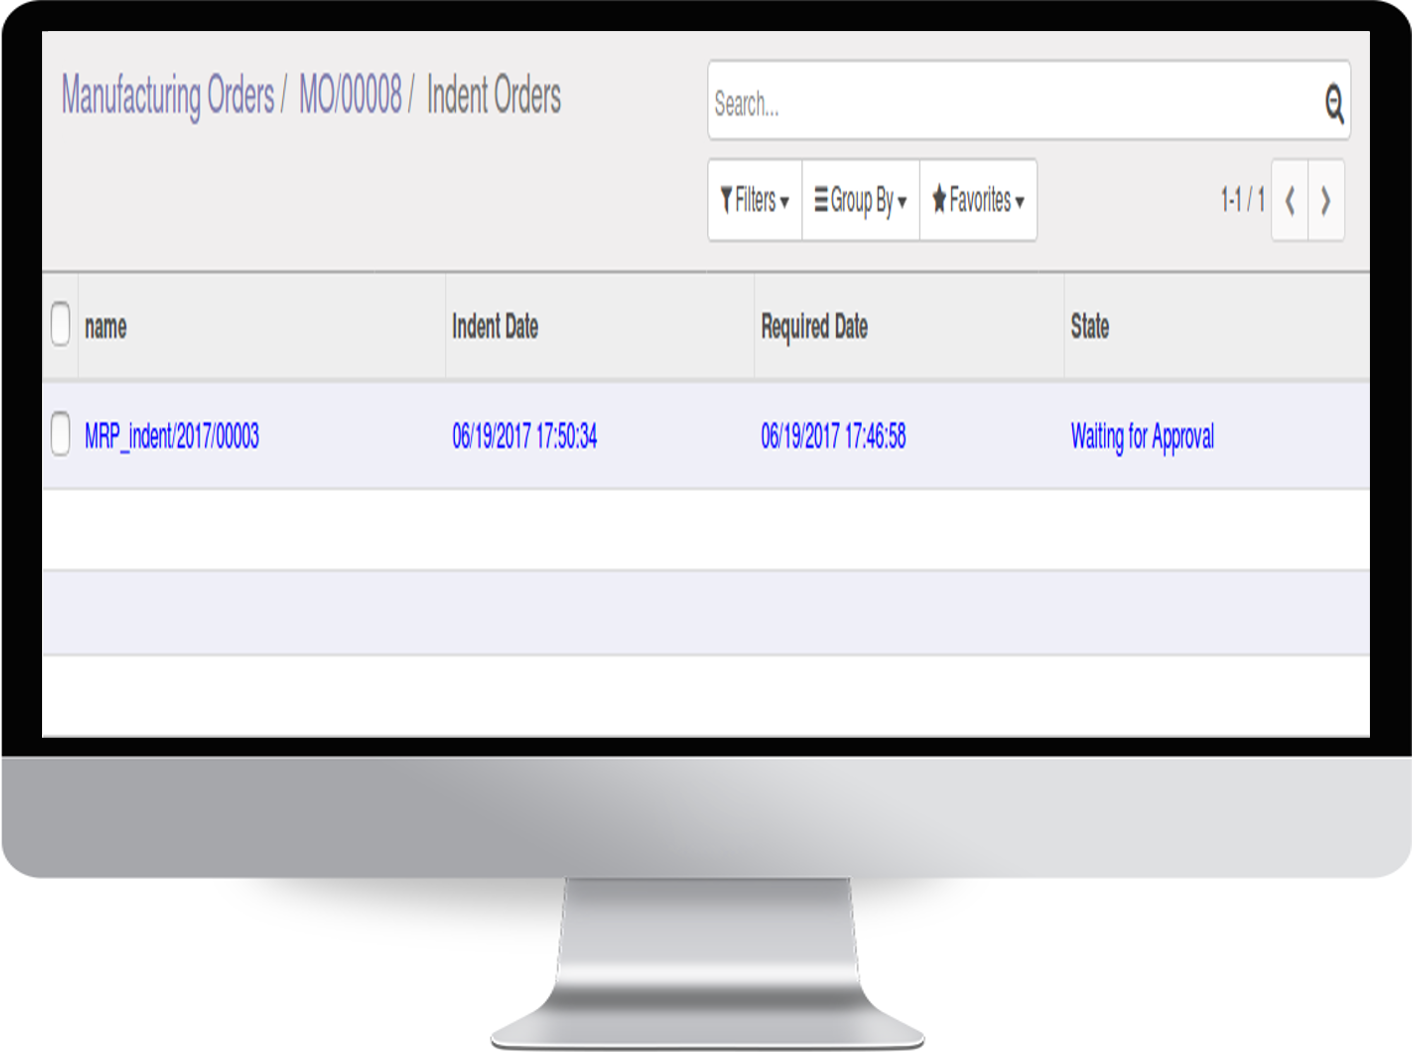 Manufacturing Orders / MO/00008 / Indent Orders
Search...
Filters Group By Favorites
1-1 / 1
name Indent Date Required Date State
MRP_indent/2017/00003 06/19/2017 17:50:34 06/19/2017 17:46:58 Waiting for Approval